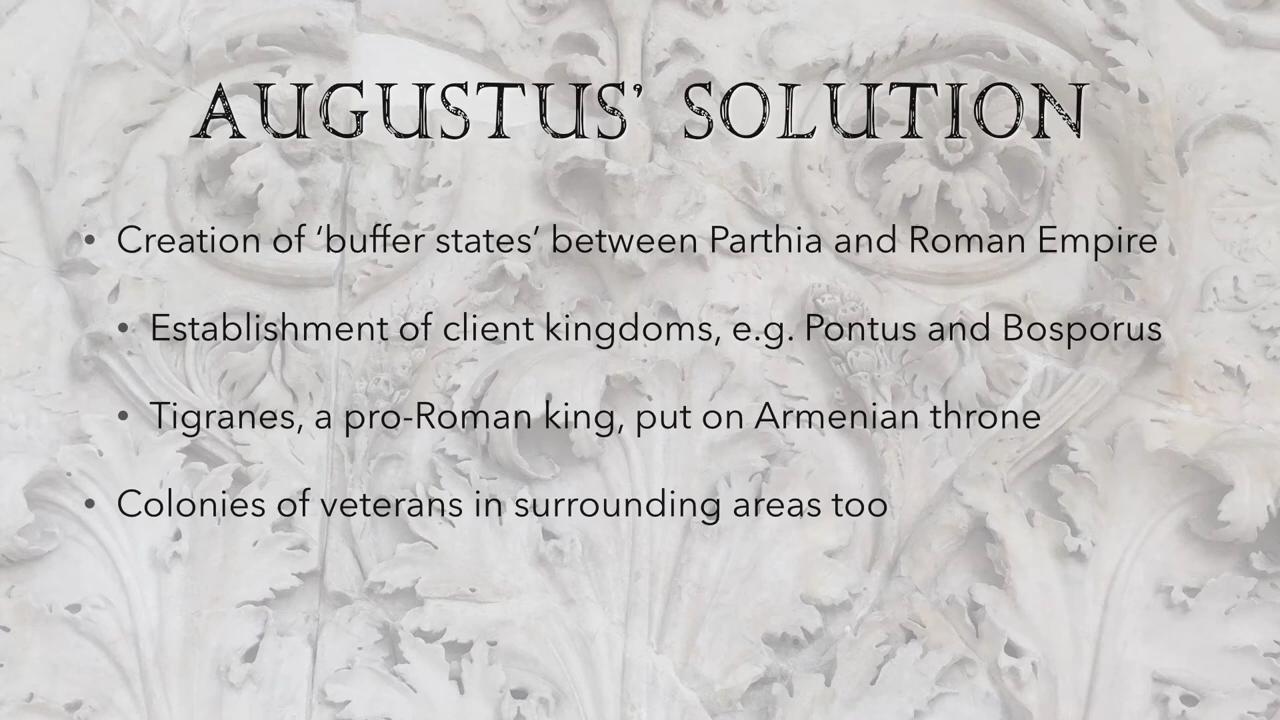 AUGUSTUS’ SOLUTION
• Creation of ‘buffer states’ between Parthia and Roman Empire
• Establishment of client kingdoms, e.g. Pontus and Bosporus
• Tigranes, a pro-Roman king, put on Armenian throne
• Colonies of veterans in surrounding areas too